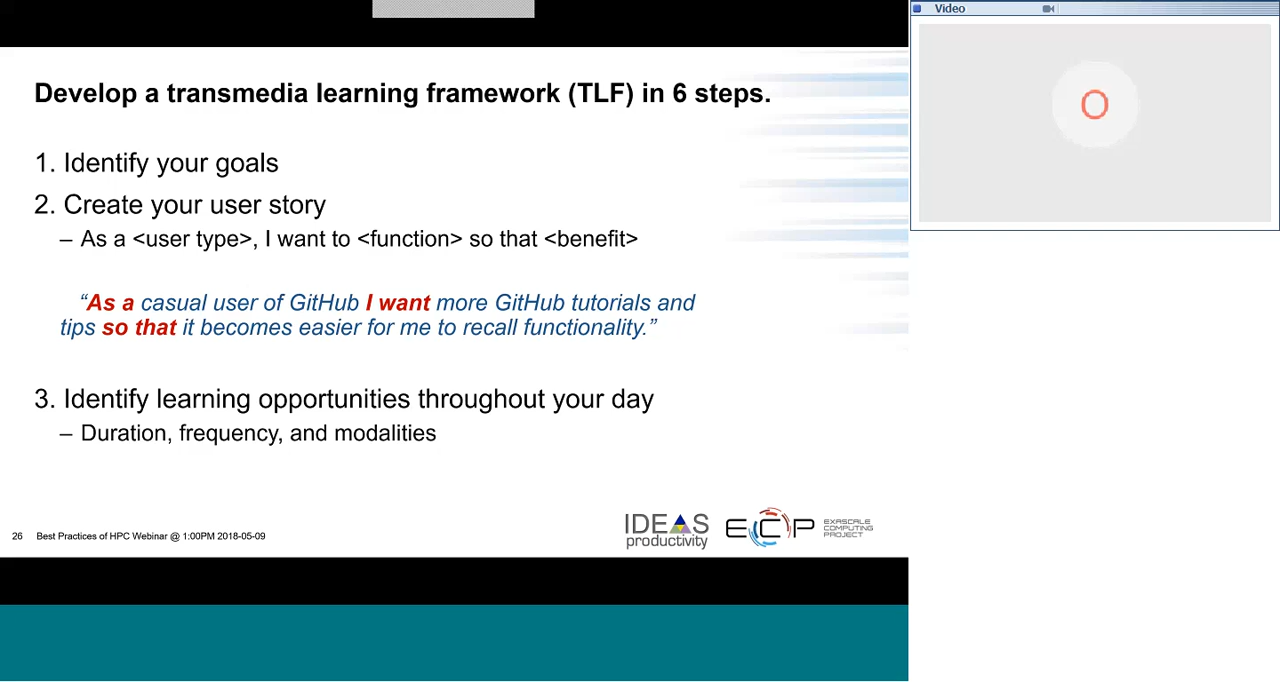 Develop a transmedia learning framework (TLF) in 6 steps.
1. Identify your goals
2. Create your user story
– As a <user type>, I want to <function> so that <benefit>
“As a casual user of GitHub I want more GitHub tutorials and
tips so that it becomes easier for me to recall functionality.”
3. Identify learning opportunities throughout your day
– Duration, frequency, and modalities
26 Best Practices of HPC Webinar @ 1:00PM 2018-05-09
IDEAS
productivity
ECP
EXASCALE
COMPUTING
PROJECT
Video
O